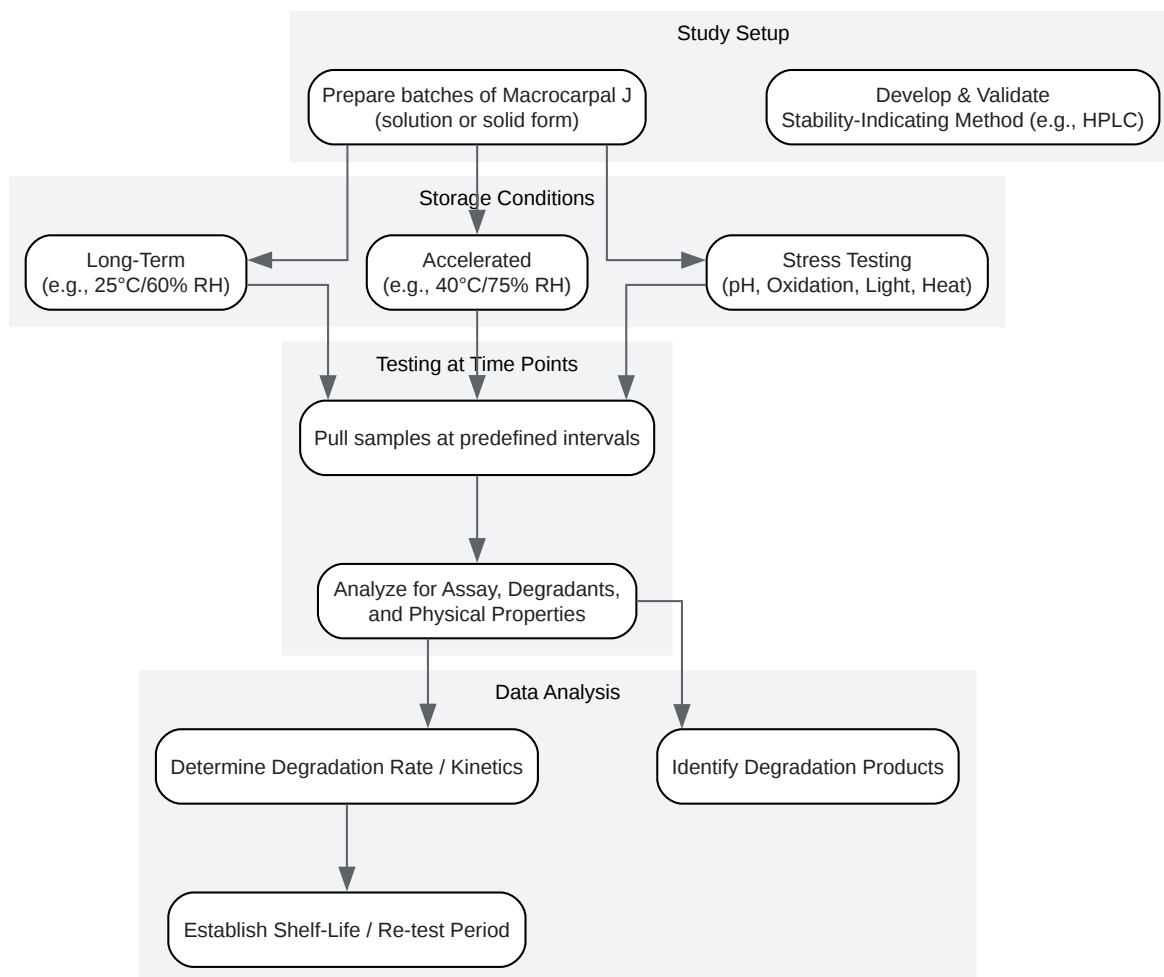 Study Setup
Prepare batches of Macrocarpal J
(solution or solid form)
Develop & Validate
Stability-Indicating Method (e.g., HPLC)
Storage Conditions
Long-Term
(e.g., 25°C/60% RH)
Accelerated
(e.g., 40°C/75% RH)
Stress Testing
(pH, Oxidation, Light, Heat)
Testing at Time Points
Pull samples at predefined intervals
Analyze for Assay, Degradants,
and Physical Properties
Data Analysis
Determine Degradation Rate / Kinetics
Identify Degradation Products
Establish Shelf-Life / Re-test Period